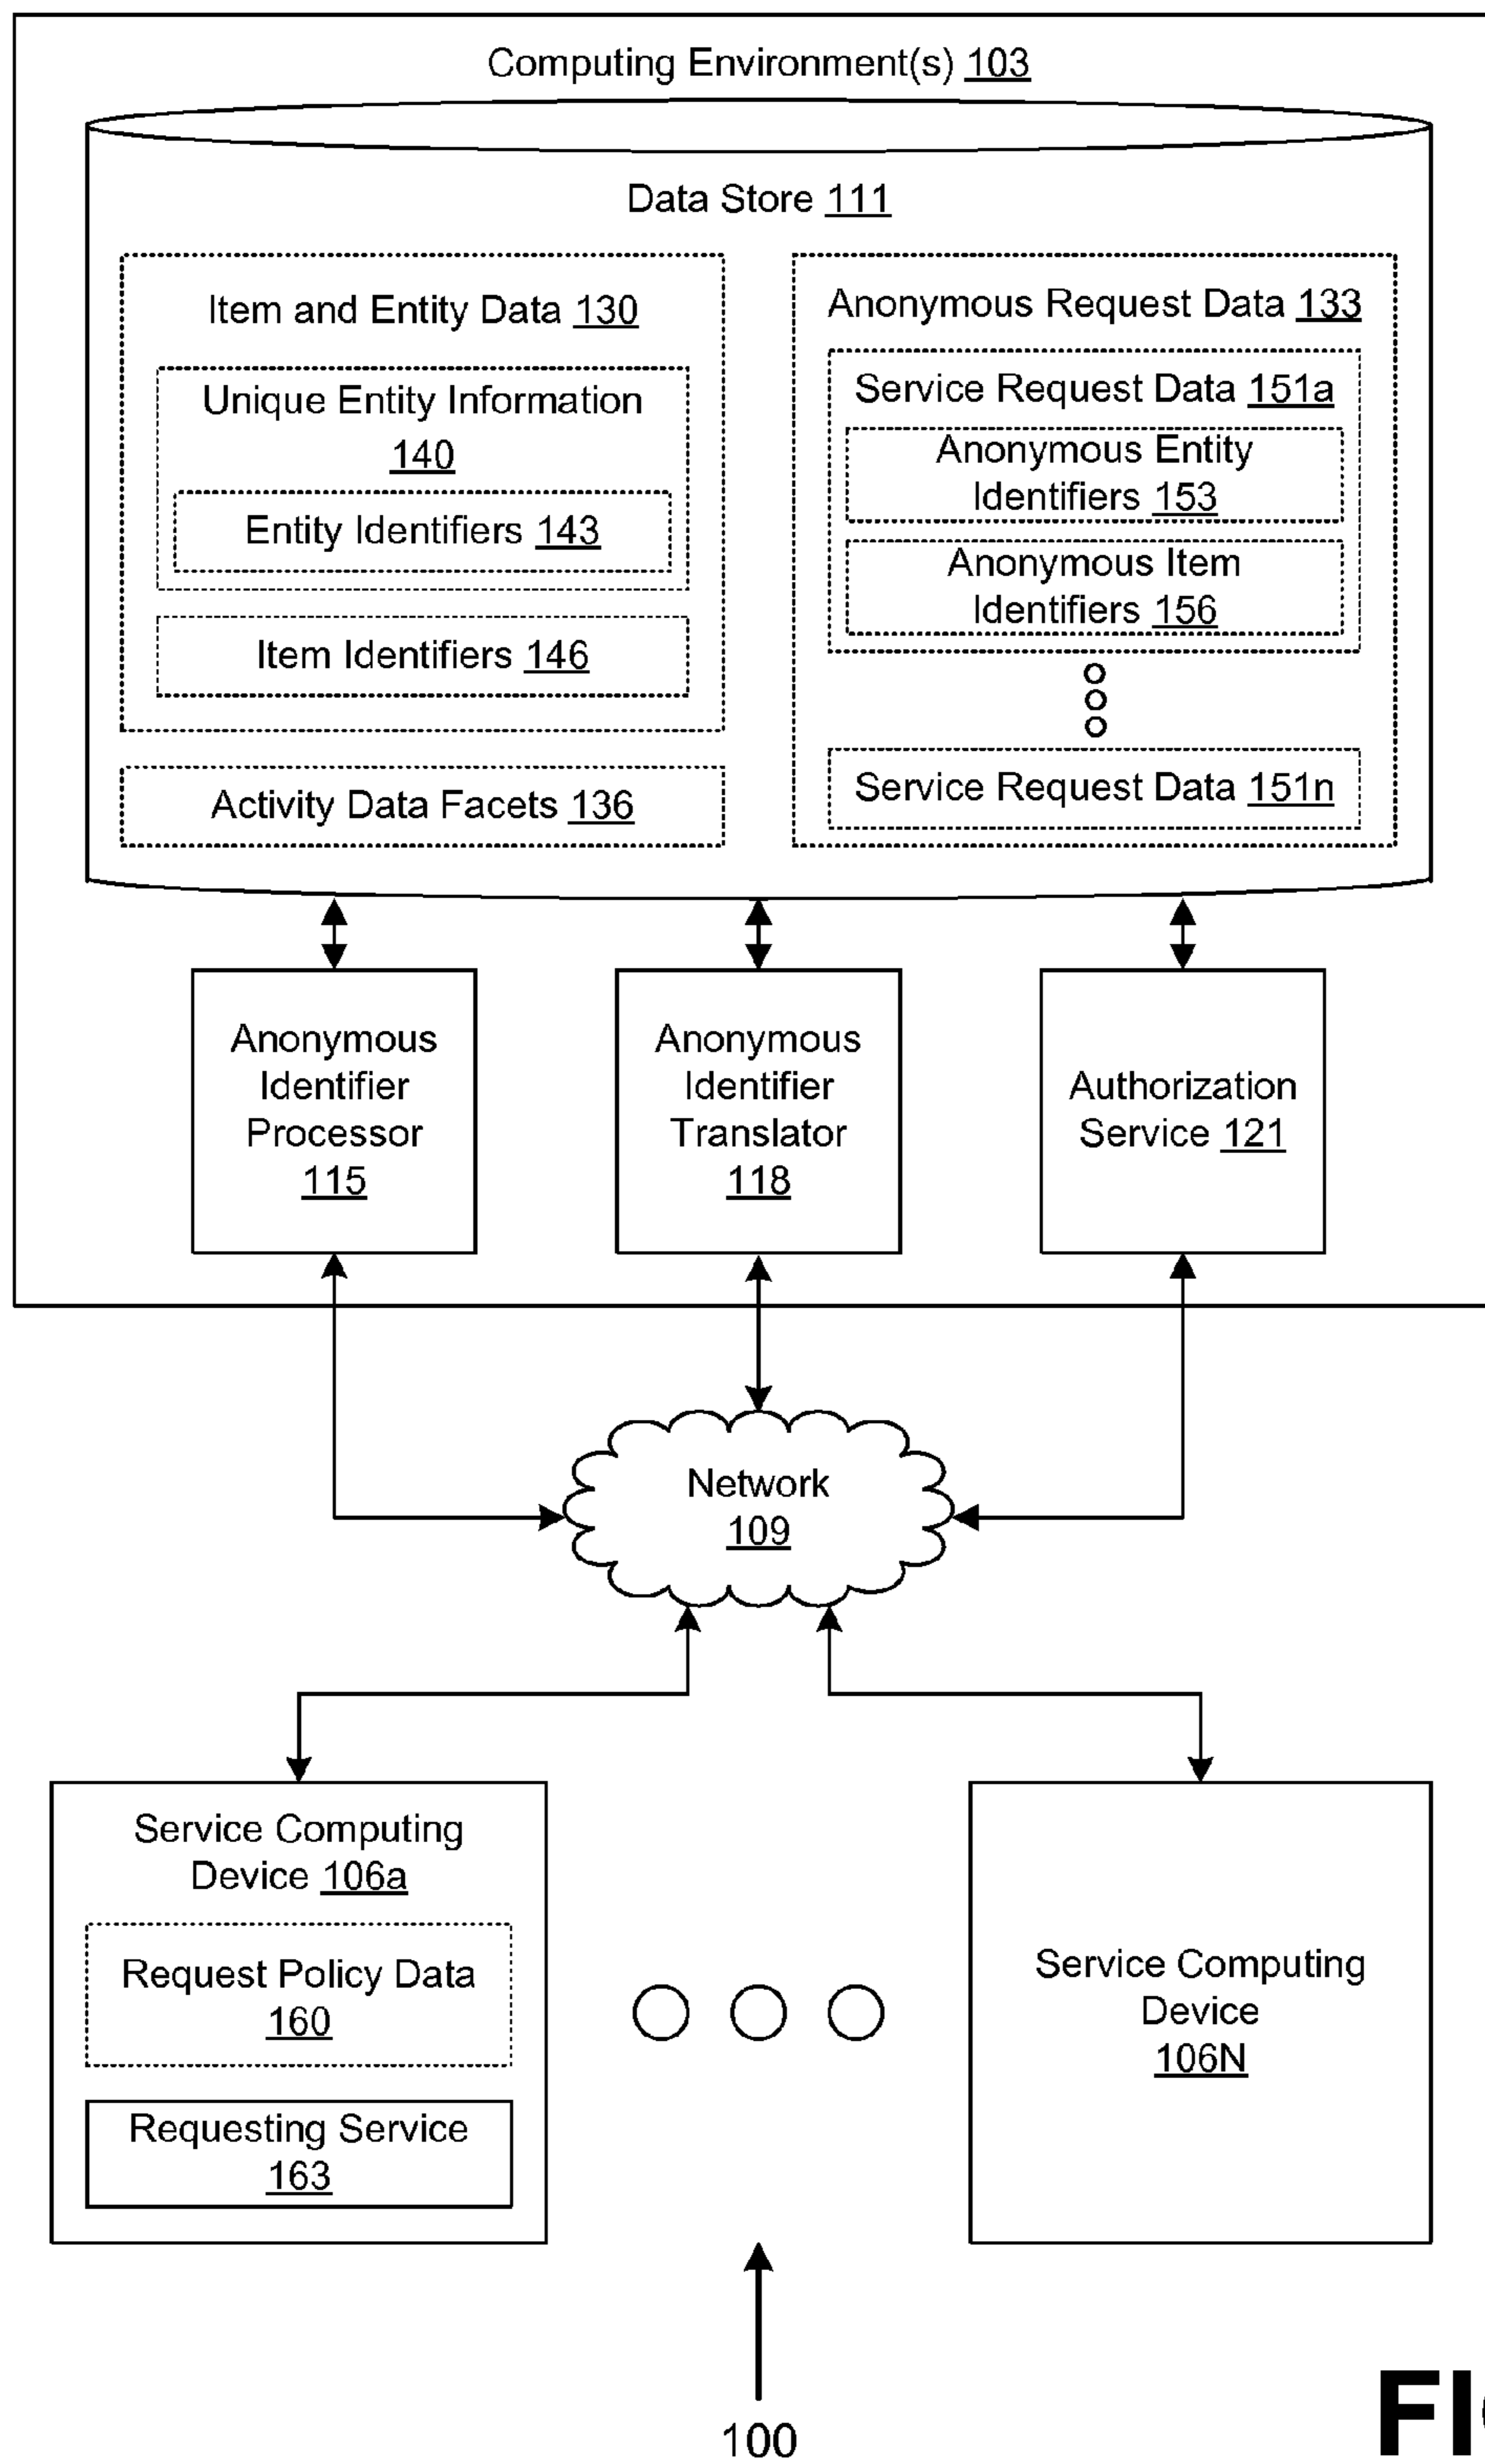 Computing Environment(s) 103
Data Store 111
Item and Entity Data 130
Unique Entity Information
140
Entity Identifiers 143
Item Identifiers 146
Activity Data Facets 136
Anonymous Request Data 133
Service Request Data 151a
Anonymous Entity
Identifiers 153
Anonymous Item
Identifiers 156
Service Request Data 151n
Anonymous
Identifier
Processor
115
Anonymous
Identifier
Translator
118
Authorization
Service 121
Network
109
Service Computing
Device 106a
Request Policy Data
160
Requesting Service
163
Service Computing
Device
106N
100